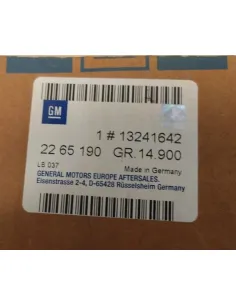 GM
1 # 13241642
22 65 190 GR.14.900
LS 037 Made in Germany
GENERAL MOTORS EUROPE AFTERSALES.
Eisenstrasse 2-4, D-65428 Rüsselsheim Germany